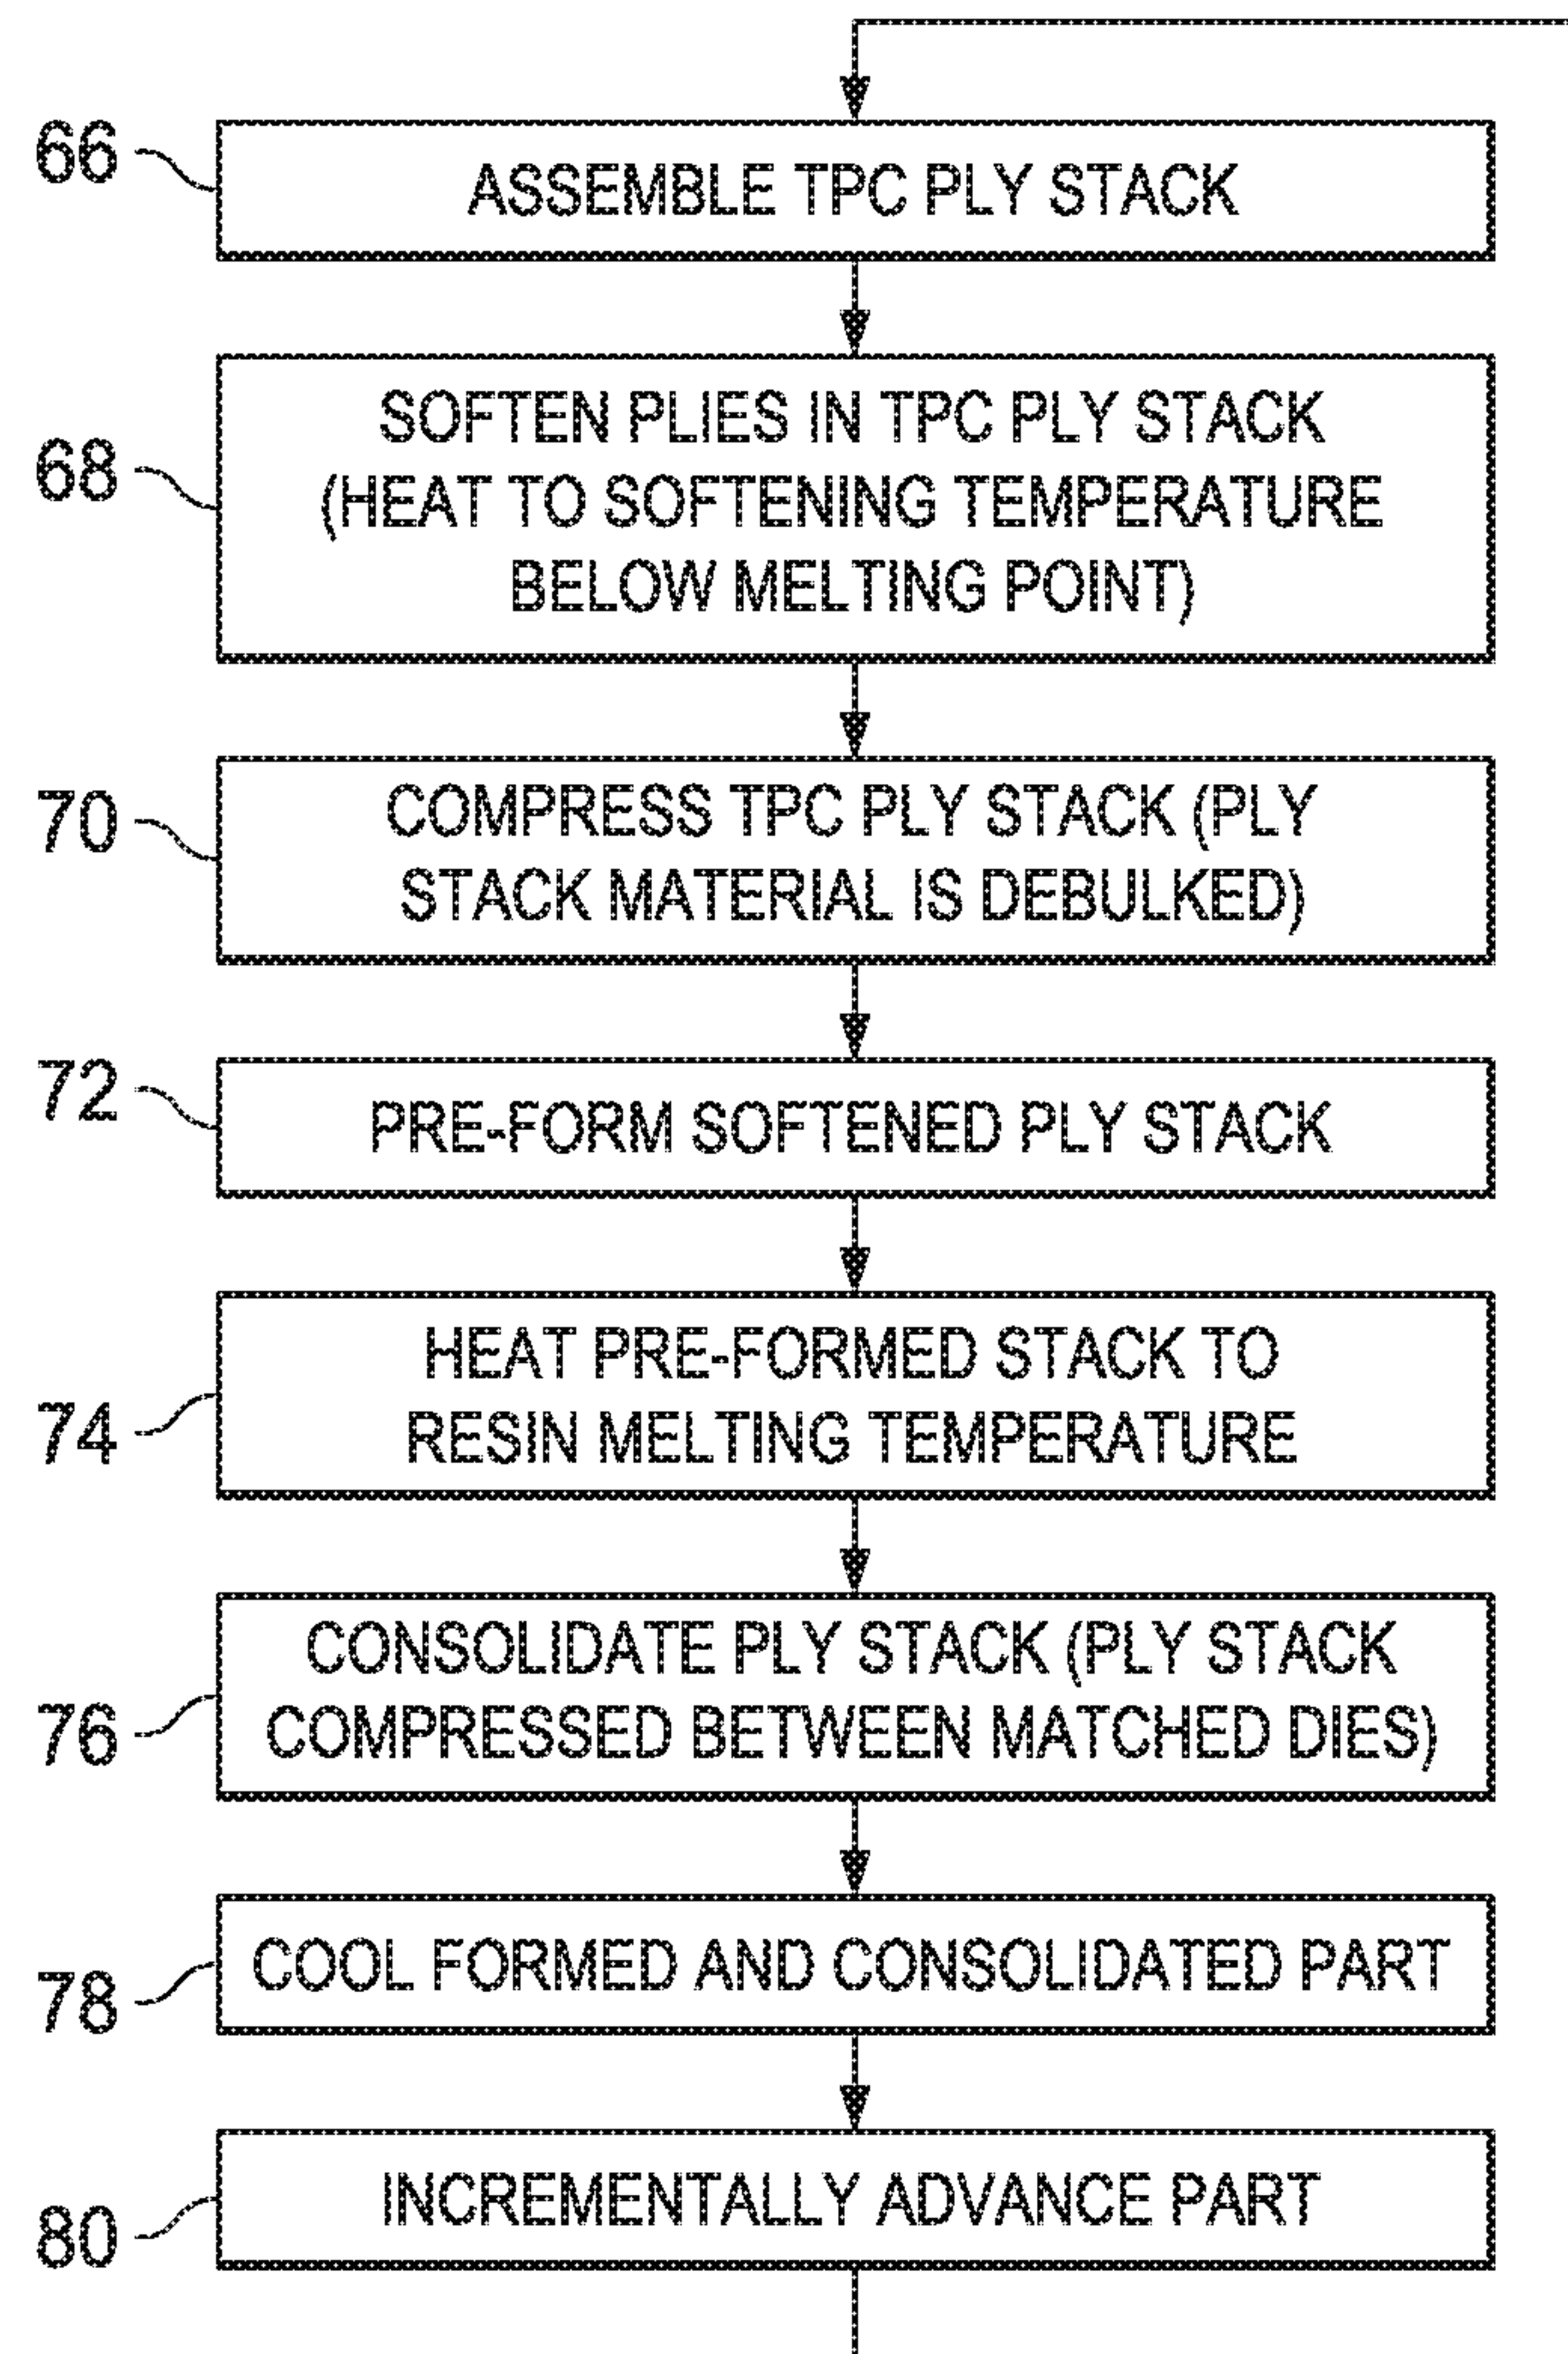 66
ASSEMBLE TPC PLY STACK
68
SOFTEN PLIES IN TPC PLY STACK
(HEAT TO SOFTENING TEMPERATURE
BELOW MELTING POINT)
70
COMPRESS TPC PLY STACK (PLY
STACK MATERIAL IS DEBULKED)
72
PRE-FORM SOFTENED PLY STACK
74
HEAT PRE-FORMED STACK TO
RESIN MELTING TEMPERATURE
76
CONSOLIDATE PLY STACK (PLY STACK
COMPRESSED BETWEEN MATCHED DIES)
78
COOL FORMED AND CONSOLIDATED PART
80
INCREMENTALLY ADVANCE PART